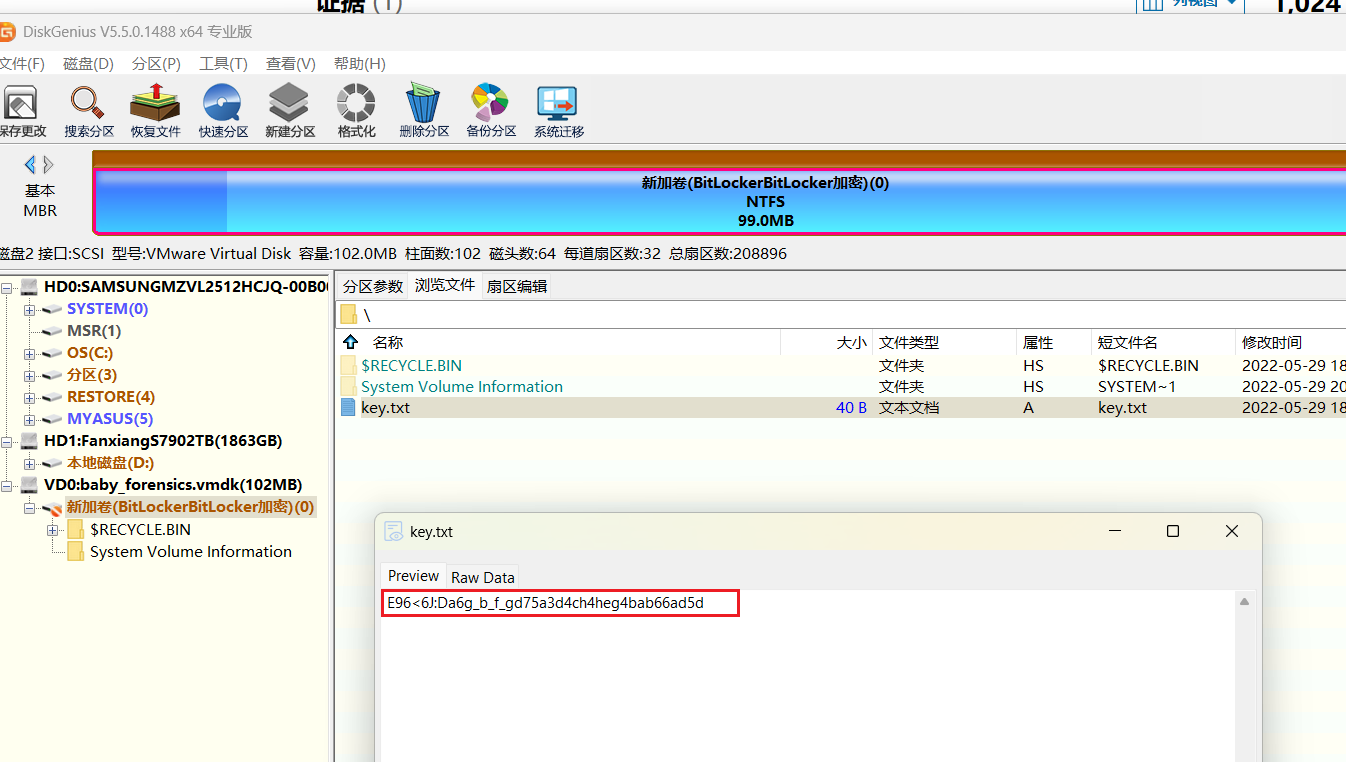 证据 (1)
列视图
1,024
DiskGenius V5.5.0.1488 x64 专业版
文件(F) 磁盘(D) 分区(P) 工具(T) 查看(V) 帮助(H)
保存更改 搜索分区 恢复文件 快速分区 新建分区 格式化 删除分区 备份分区 系统迁移
基本
MBR
新加卷(BitLockerBitLocker加密)(0)
NTFS
99.0MB
磁盘2 接口:SCSI 型号:VMware Virtual Disk 容量:102.0MB 柱面数:102 磁头数:64 每道扇区数:32 总扇区数:208896
HD0:SAMSUNGMZVL2512HCJQ-00B0
SYSTEM(0)
MSR(1)
OS(C:)
分区(3)
RESTORE(4)
MYASUS(5)
HD1:FanxiangS7902TB(1863GB)
本地磁盘(D:)
VD0:baby_forensics.vmdk(102MB)
新加卷(BitLockerBitLocker加密)(0)
$RECYCLE.BIN
System Volume Information
分区参数 浏览文件 扇区编辑
\
名称 大小 文件类型 属性 短文件名 修改时间
$RECYCLE.BIN 文件夹 HS $RECYCLE.BIN 2022-05-29 18
System Volume Information 文件夹 HS SYSTEM~1 2022-05-29 20
key.txt 40 B 文本文档 A key.txt 2022-05-29 18
key.txt
Preview Raw Data
E96<6J:Da6g_b_f_gd75a3d4ch4heg4bab66ad5d